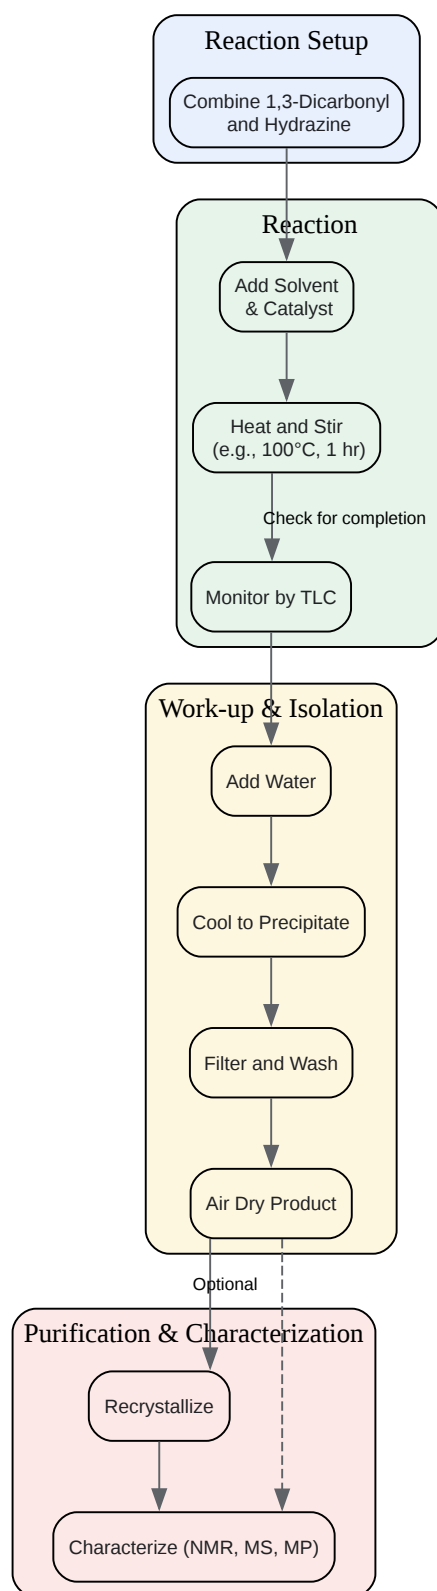 Reaction Setup
Combine 1,3-Dicarbonyl
and Hydrazine
Reaction
Add Solvent
& Catalyst
Heat and Stir
(e.g., 100°C, 1 hr)
Check for completion
Monitor by TLC
Work-up & Isolation
Add Water
Cool to Precipitate
Filter and Wash
Air Dry Product
Optional
Purification & Characterization
Recrystallize
Characterize (NMR, MS, MP)